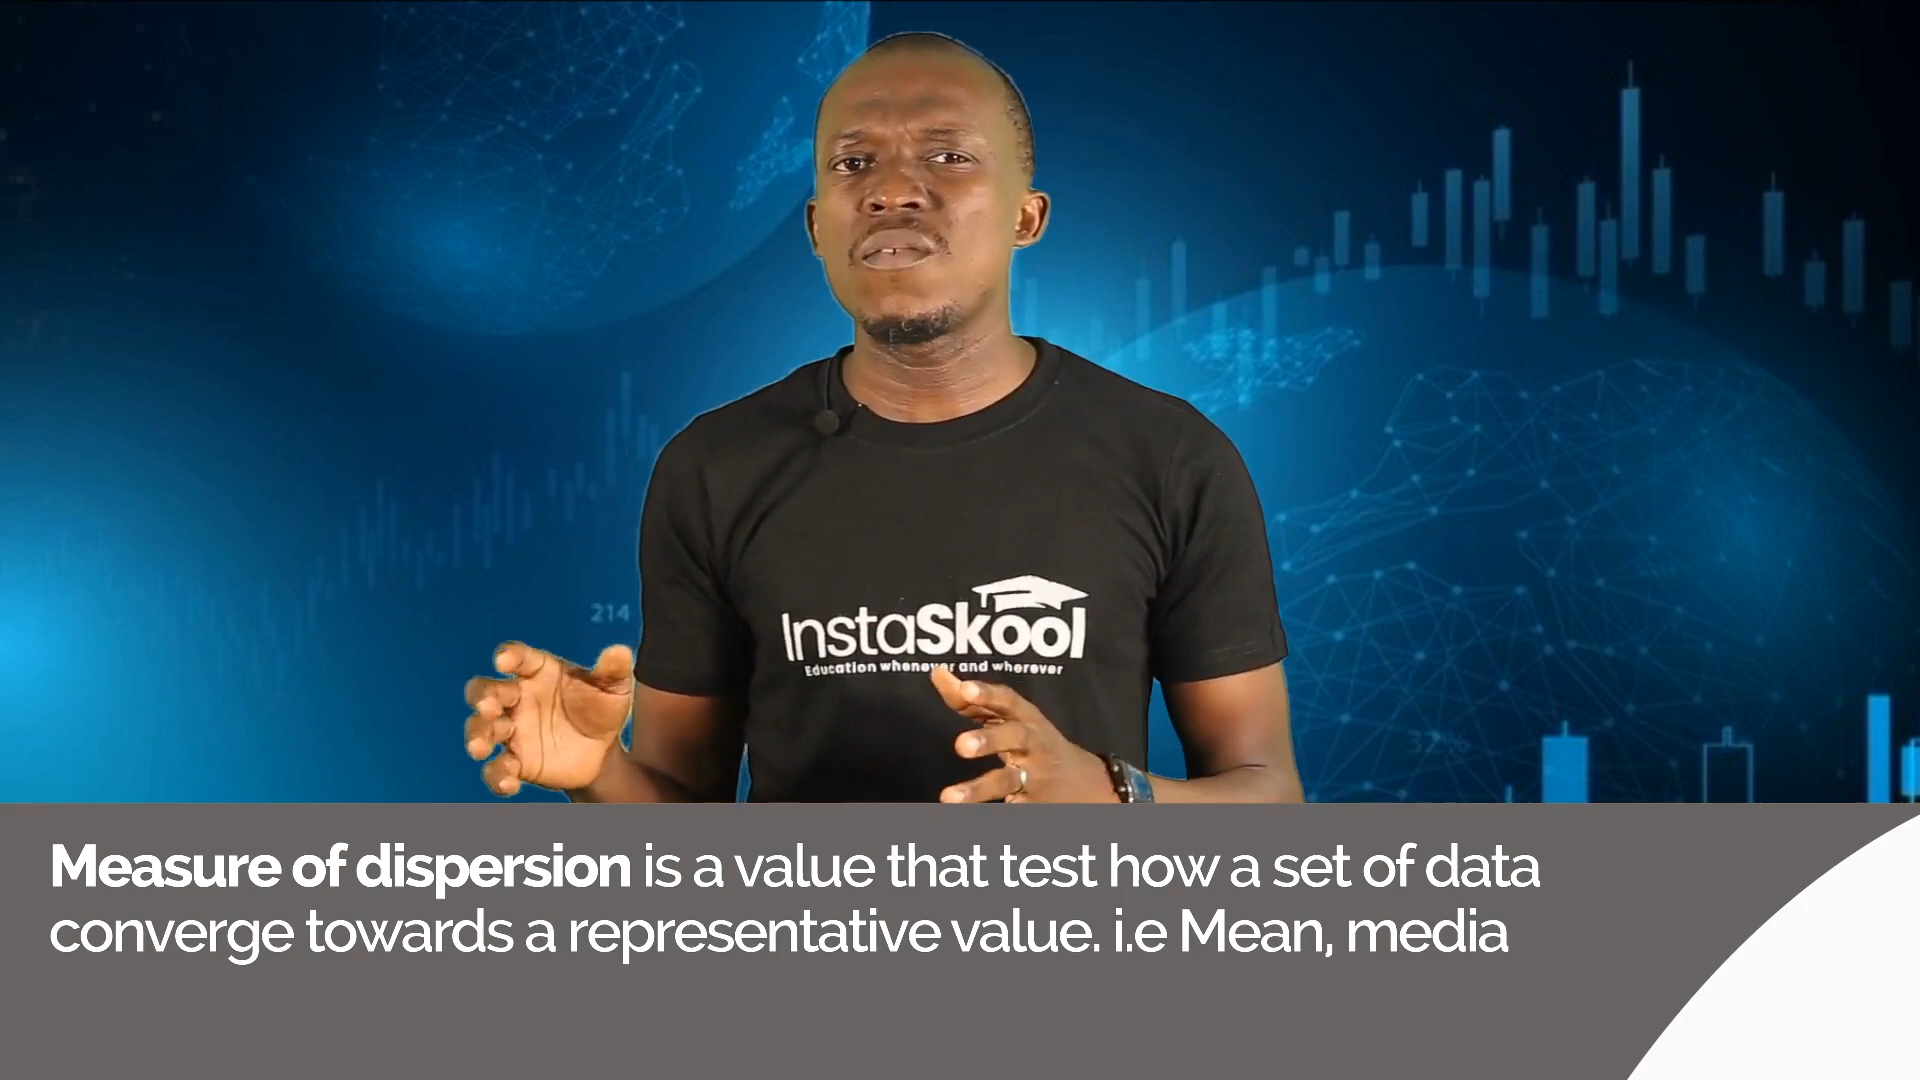 214
InstaSkool
Education whenever and wherever
32%
Measure of dispersion is a value that test how a set of data
converge towards a representative value. i.e Mean, media